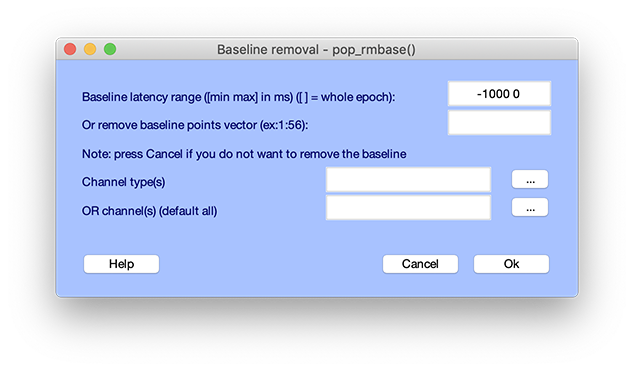 Baseline removal - pop_rmbase()
Baseline latency range ([min max] in ms) ([ ] = whole epoch):
-1000 0
Or remove baseline points vector (ex:1:56):
Note: press Cancel if you do not want to remove the baseline
Channel type(s)
...
OR channel(s) (default all)
...
Help
Cancel
Ok